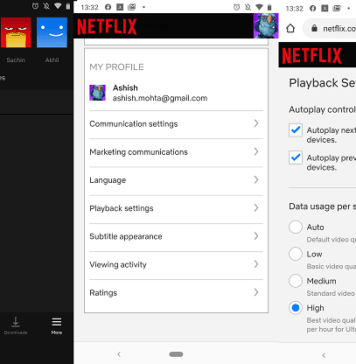 Sachin
Akhil
es
Downloads
More
13:32
NETFLIX
MY PROFILE
Ashish
ashish.mohta@gmail.com
Communication settings
Marketing communications
Language
Playback settings
Subtitle appearance
Viewing activity
Ratings
13:32
netflix.co
NETFLIX
Playback Se
Autoplay control
Autoplay next
devices.
Autoplay prev
devices.
Data usage per s
Auto
Default video q
Low
Basic video qua
Medium
Standard video
High
Best video qual
per hour for Ult